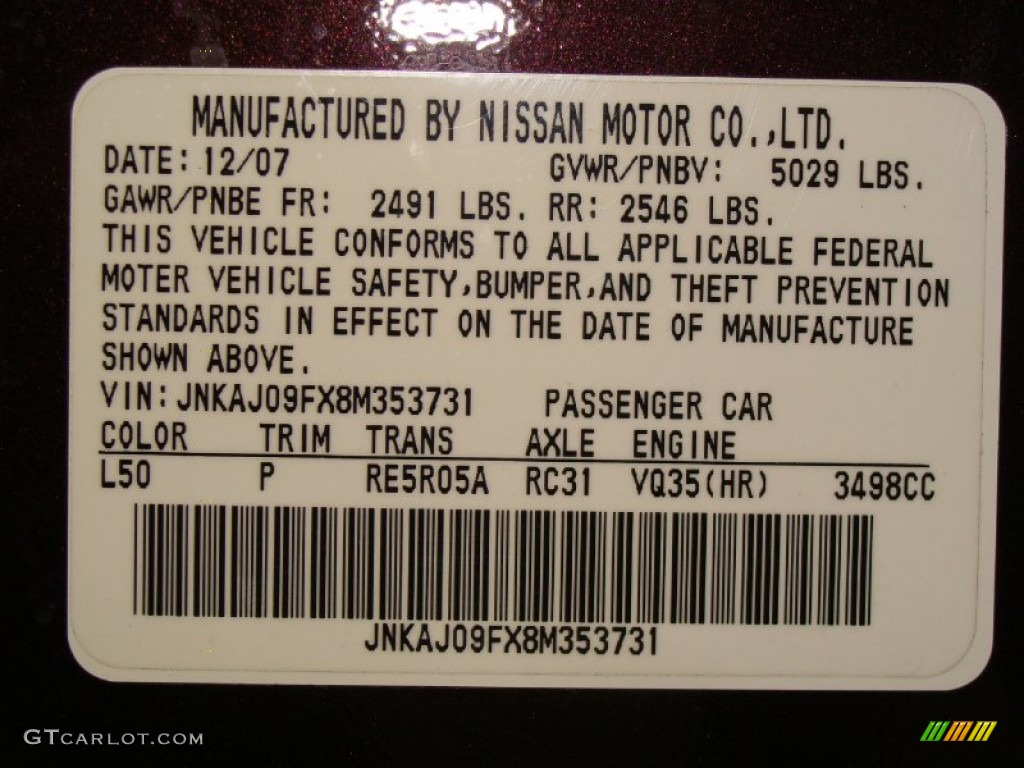 MANUFACTURED BY NISSAN MOTOR CO.,LTD.
DATE: 12/07 GVWR/PNBV: 5029 LBS.
GAWR/PNBE FR: 2491 LBS. RR: 2546 LBS.
THIS VEHICLE CONFORMS TO ALL APPLICABLE FEDERAL
MOTER VEHICLE SAFETY,BUMPER,AND THEFT PREVENTION
STANDARDS IN EFFECT ON THE DATE OF MANUFACTURE
SHOWN ABOVE.
VIN: JNKAJ09FX8M353731 PASSENGER CAR
COLOR TRIM TRANS AXLE ENGINE
L50 P RE5R05A RC31 VQ35(HR) 3498CC
JNKAJ09FX8M353731
GTCARLOT.COM